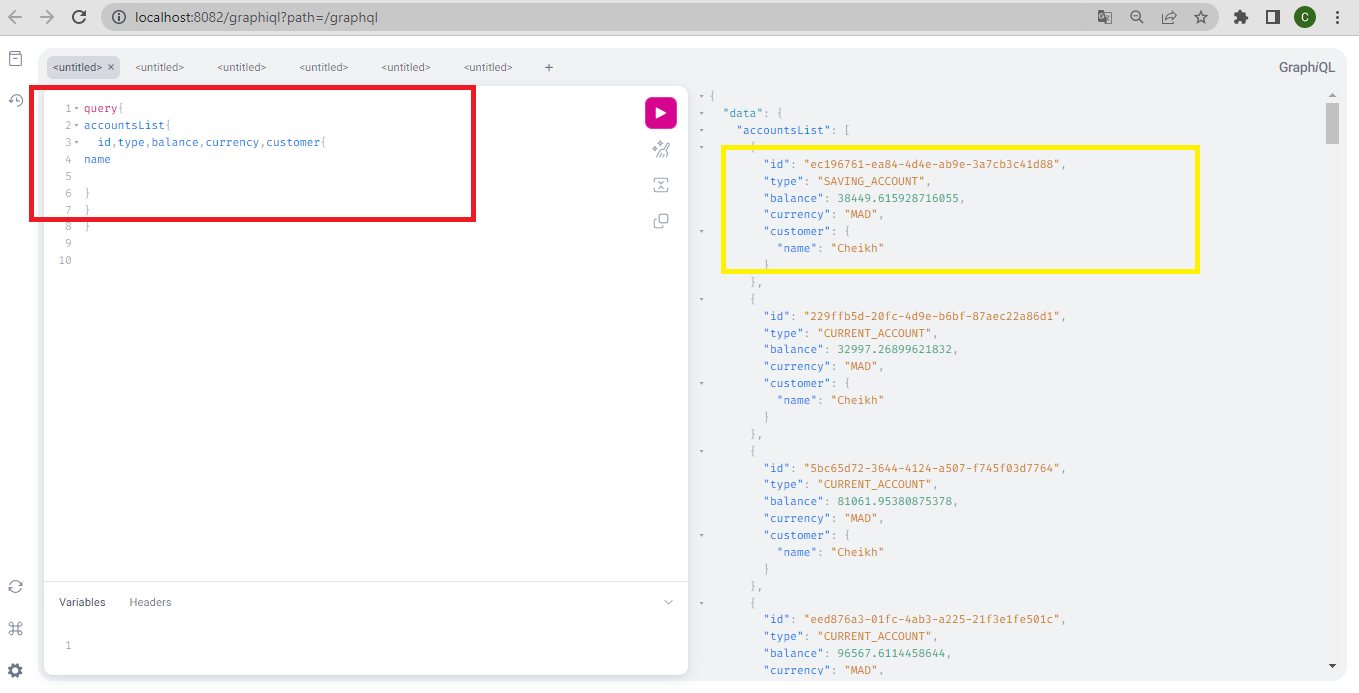 localhost:8082/graphiql?path=/graphql
C
<untitled> × <untitled> <untitled> <untitled> <untitled> <untitled> +
GraphiQL
1 query{
2 accountsList{
3 id,type,balance,currency,customer{
4 name
5
6 }
7 }
8 }
9
10
Variables Headers
1
{
"data": {
"accountsList": [
{
"id": "ec196761-ea84-4d4e-ab9e-3a7cb3c41d88",
"type": "SAVING_ACCOUNT",
"balance": 38449.615928716055,
"currency": "MAD",
"customer": {
"name": "Cheikh"
}
},
{
"id": "229ffb5d-20fc-4d9e-b6bf-87aec22a86d1",
"type": "CURRENT_ACCOUNT",
"balance": 32997.26899621832,
"currency": "MAD",
"customer": {
"name": "Cheikh"
}
},
{
"id": "5bc65d72-3644-4124-a507-f745f03d7764",
"type": "CURRENT_ACCOUNT",
"balance": 81061.95380875378,
"currency": "MAD",
"customer": {
"name": "Cheikh"
}
},
{
"id": "eed876a3-01fc-4ab3-a225-21f3e1fe501c",
"type": "CURRENT_ACCOUNT",
"balance": 96567.6114458644,
"currency": "MAD",